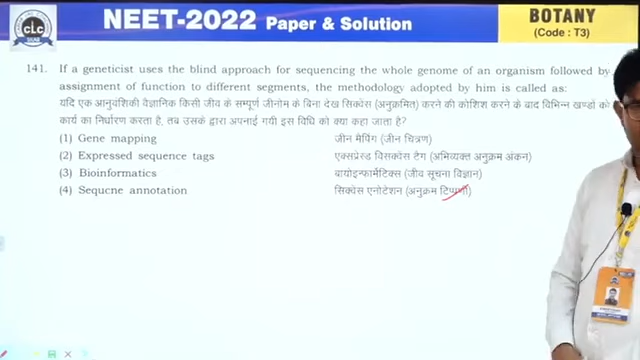 CLC
SIKAR
NEET-2022 Paper & Solution
BOTANY
(Code : T3)
141. If a geneticist uses the blind approach for sequencing the whole genome of an organism followed by
assignment of function to different segments, the methodology adopted by him is called as:
यदि एक आनुवशिकी वैज्ञानिक किसी जीव के सम्पूर्ण जीनोम के बिना देख सिक्वेंस (अनुक्रमित) करने की कोशिश करने के बाद विभिन्न खण्डों को
कार्य का निर्धारण करता है, तब उसके द्वारा अपनाई गयी इस विधि को क्या कहा जाता है?
(1) Gene mapping जीन मैपिंग (जीन चित्रण)
(2) Expressed sequence tags एक्सप्रेस्ड विसक्वेस टैग (अभिव्यक्त अनुक्रम अंकन)
(3) Bioinformatics बायोइन्फार्मेटिक्स (जीव सूचना विज्ञान)
(4) Sequcne annotation सिक्वेंस एनोटेशन (अनुक्रम टिप्पणी)